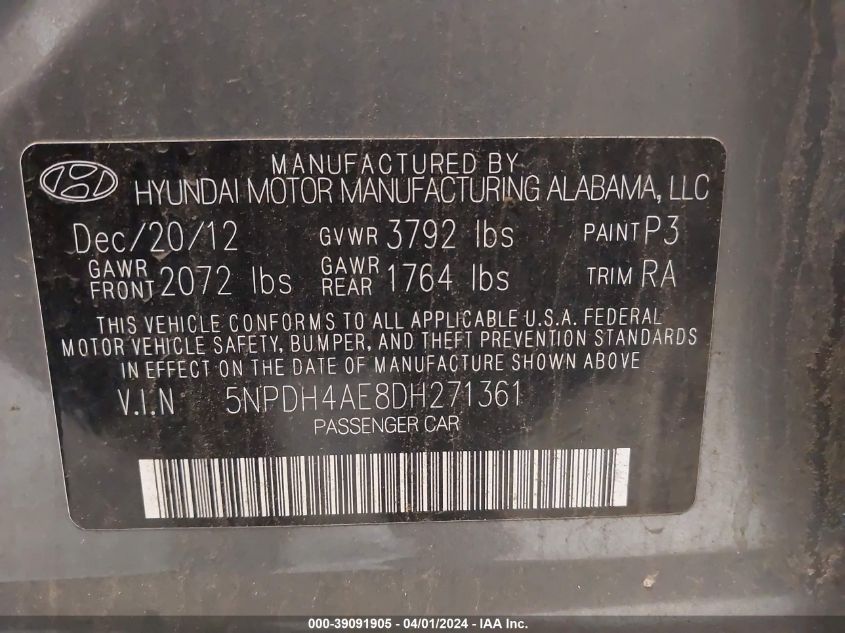 MANUFACTURED BY
HYUNDAI MOTOR MANUFACTURING ALABAMA, LLC
Dec/20/12 GVWR 3792 lbs PAINT P3
GAWR FRONT 2072 lbs GAWR REAR 1764 lbs TRIM RA
THIS VEHICLE CONFORMS TO ALL APPLICABLE U.S.A. FEDERAL
MOTOR VEHICLE SAFETY, BUMPER, AND THEFT PREVENTION STANDARDS
IN EFFECT ON THE DATE OF MANUFACTURE SHOWN ABOVE
V.I.N 5NPDH4AE8DH271361
PASSENGER CAR
000-39091905 - 04/01/2024 - IAA Inc.